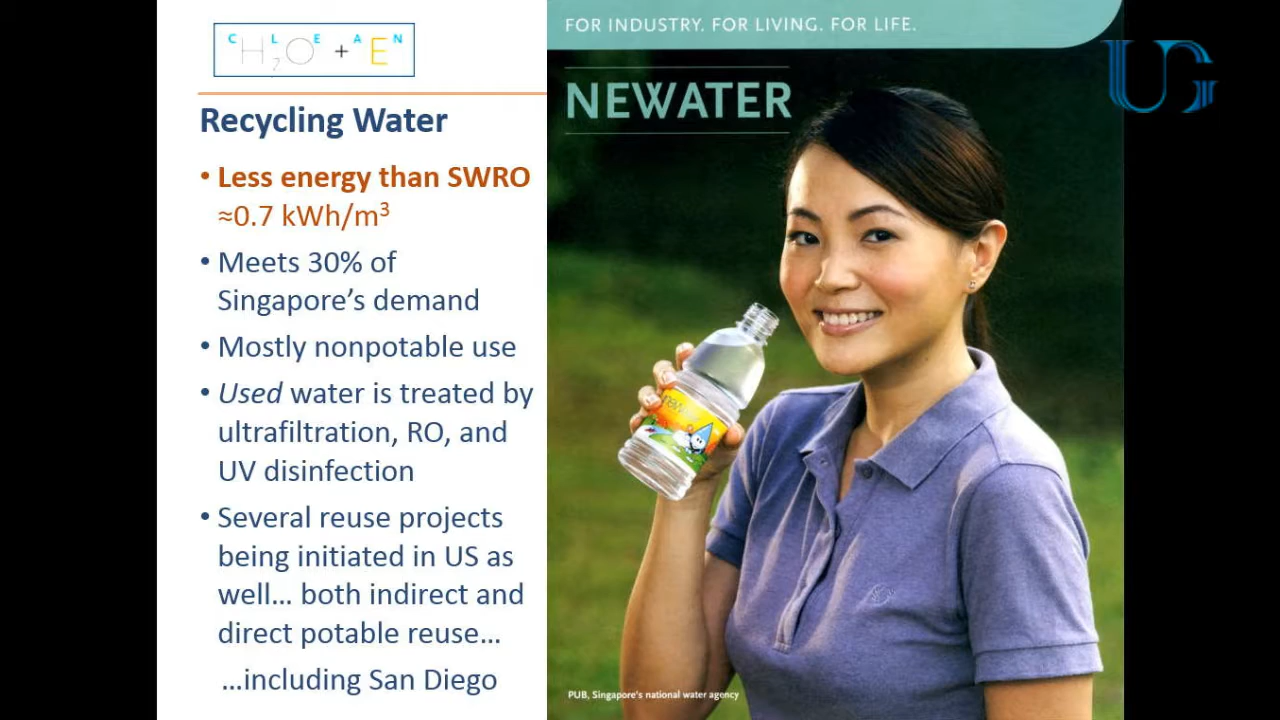 C L E A N
H₂O + E
Recycling Water
• Less energy than SWRO
≈0.7 kWh/m³
• Meets 30% of
Singapore's demand
• Mostly nonpotable use
• Used water is treated by
ultrafiltration, RO, and
UV disinfection
• Several reuse projects
being initiated in US as
well… both indirect and
direct potable reuse…
…including San Diego
FOR INDUSTRY. FOR LIVING. FOR LIFE.
NEWATER
UG
PUB, Singapore's national water agency